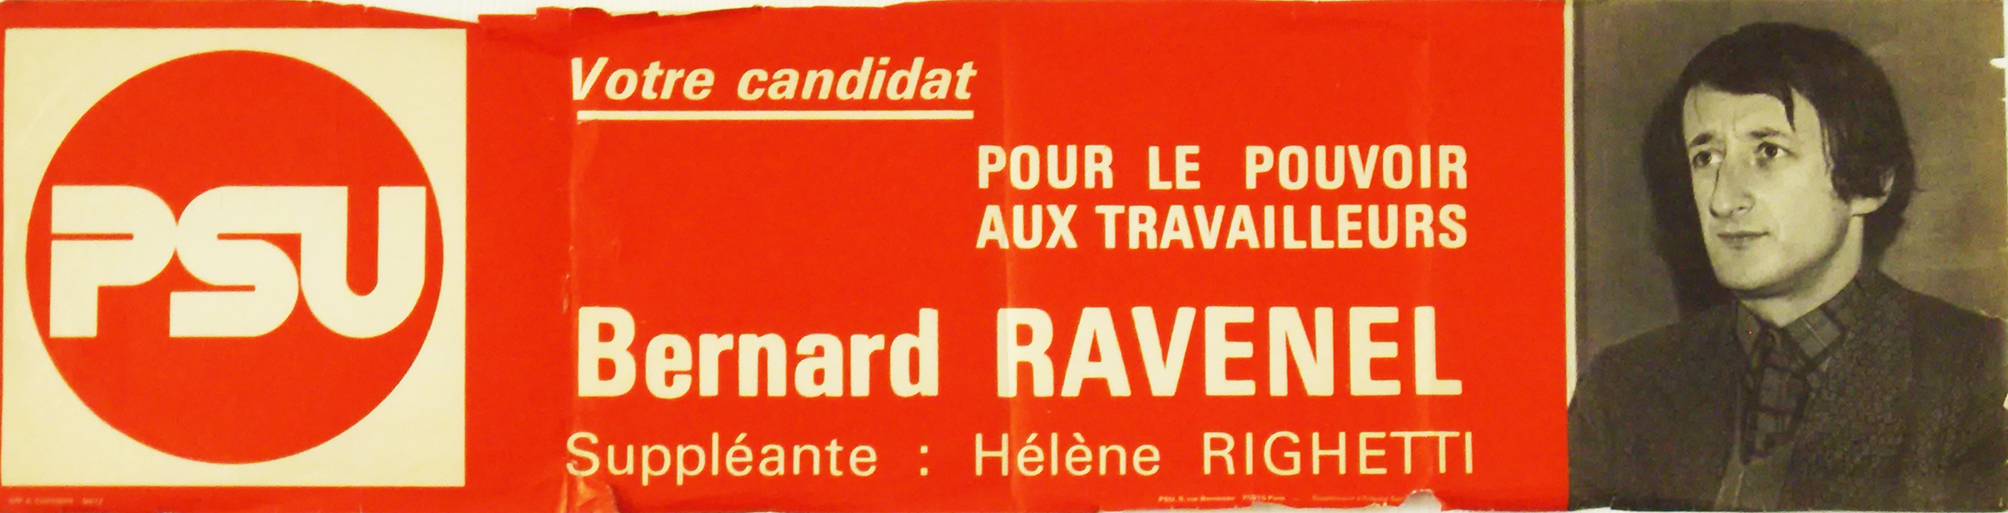 PSU
Votre candidat
POUR LE POUVOIR
AUX TRAVAILLEURS
Bernard RAVENEL
Suppléante : Hélène RIGHETTI